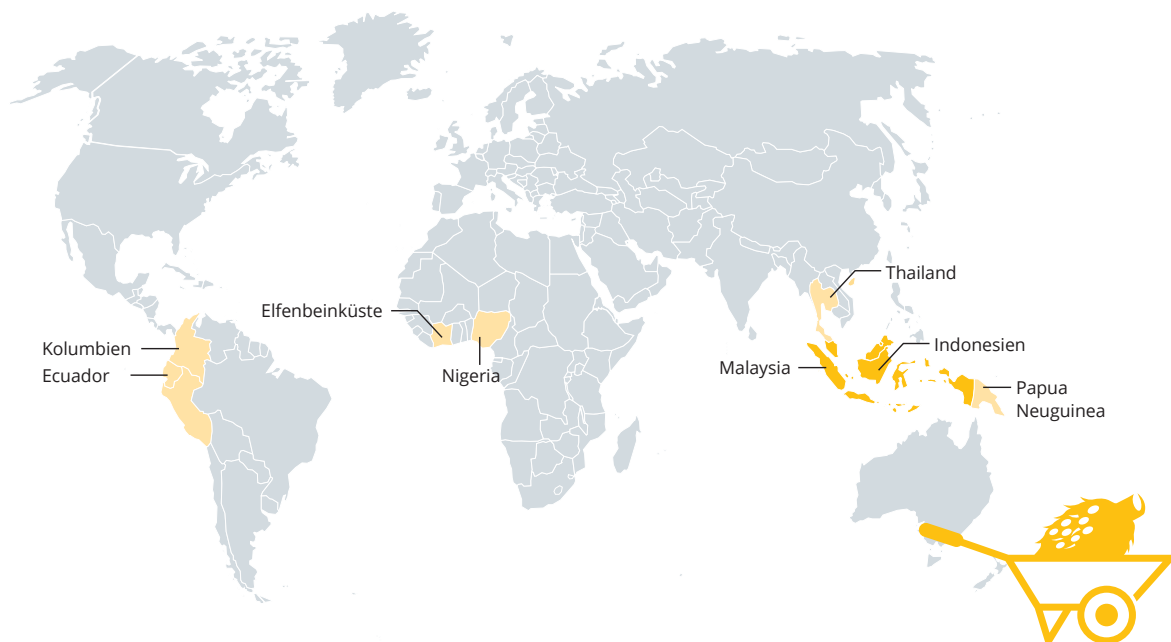 Thailand
Elfenbeinküste
Kolumbien
Ecuador
Nigeria
Malaysia
Indonesien
Papua
Neuguinea